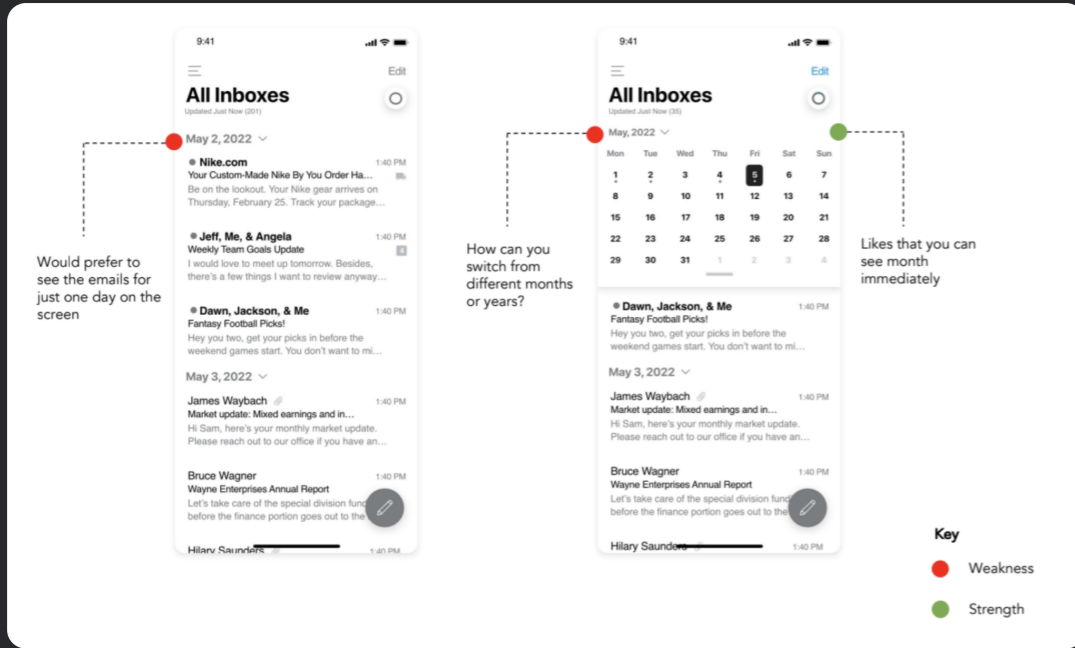 9:41
Edit
All Inboxes
Updated Just Now (201)
May 2, 2022
Nike.com 1:40 PM
Your Custom-Made Nike By You Order Ha...
Be on the lookout. Your Nike gear arrives on
Thursday, February 25. Track your package...
Jeff, Me, & Angela 1:40 PM
Weekly Team Goals Update
I would love to meet up tomorrow. Besides,
there's a few things I want to review anyway...
Dawn, Jackson, & Me 1:40 PM
Fantasy Football Picks!
Hey you two, get your picks in before the
weekend games start. You don't want to mi...
May 3, 2022
James Waybach 1:40 PM
Market update: Mixed earnings and in...
Hi Sam, here's your monthly market update.
Please reach out to our office if you have an...
Bruce Wagner 1:40 PM
Wayne Enterprises Annual Report
Let's take care of the special division fund
before the finance portion goes out to the
Hilary Saunders 1:40 PM
Would prefer to
see the emails for
just one day on the
screen
9:41
Edit
All Inboxes
Updated Just Now (35)
May, 2022
Mon Tue Wed Thu Fri Sat Sun
1 2 3 4 5 6 7
8 9 10 11 12 13 14
15 16 17 18 19 20 21
22 23 24 25 26 27 28
29 30 31 1 2 3 4
Dawn, Jackson, & Me 1:40 PM
Fantasy Football Picks!
Hey you two, get your picks in before the
weekend games start. You don't want to mi...
May 3, 2022
James Waybach 1:40 PM
Market update: Mixed earnings and in...
Hi Sam, here's your monthly market update.
Please reach out to our office if you have an...
Bruce Wagner 1:40 PM
Wayne Enterprises Annual Report
Let's take care of the special division fund
before the finance portion goes out to the
Hilary Saunders 1:40 PM
How can you
switch from
different months
or years?
Likes that you can
see month
immediately
Key
Weakness
Strength